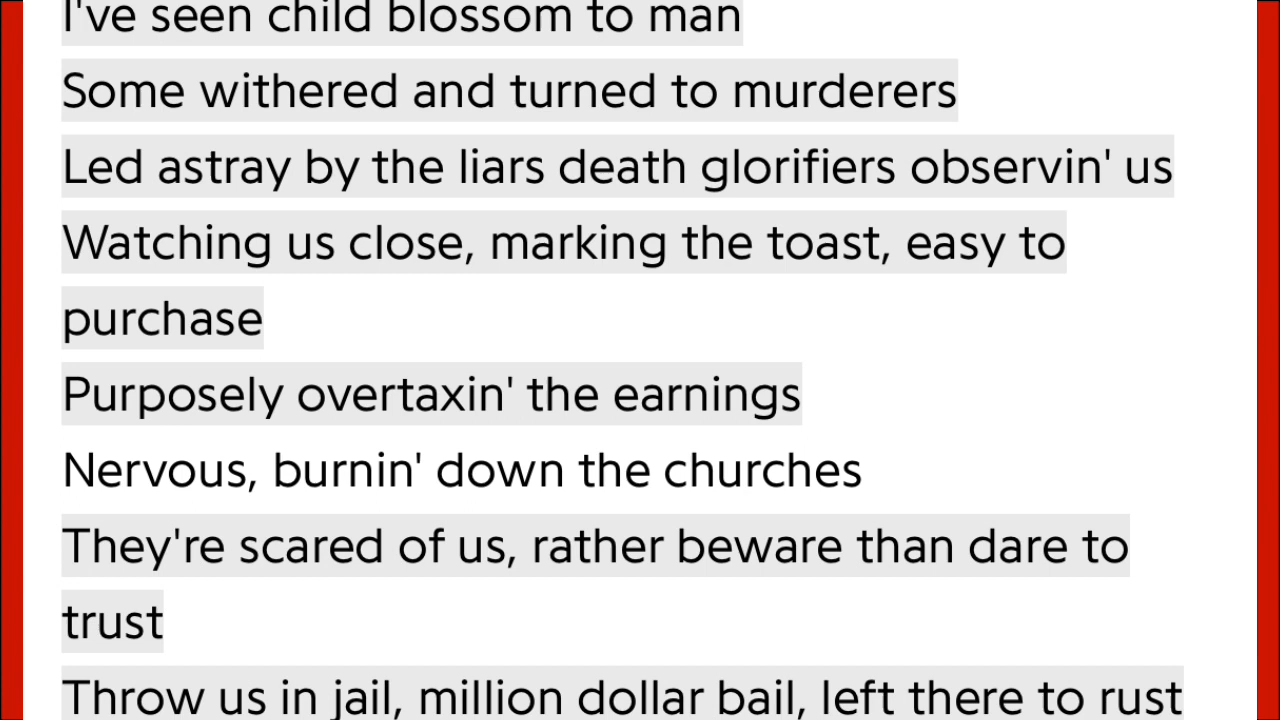 I've seen child blossom to man
Some withered and turned to murderers
Led astray by the liars death glorifiers observin' us
Watching us close, marking the toast, easy to
purchase
Purposely overtaxin' the earnings
Nervous, burnin' down the churches
They're scared of us, rather beware than dare to
trust
Throw us in jail, million dollar bail, left there to rust